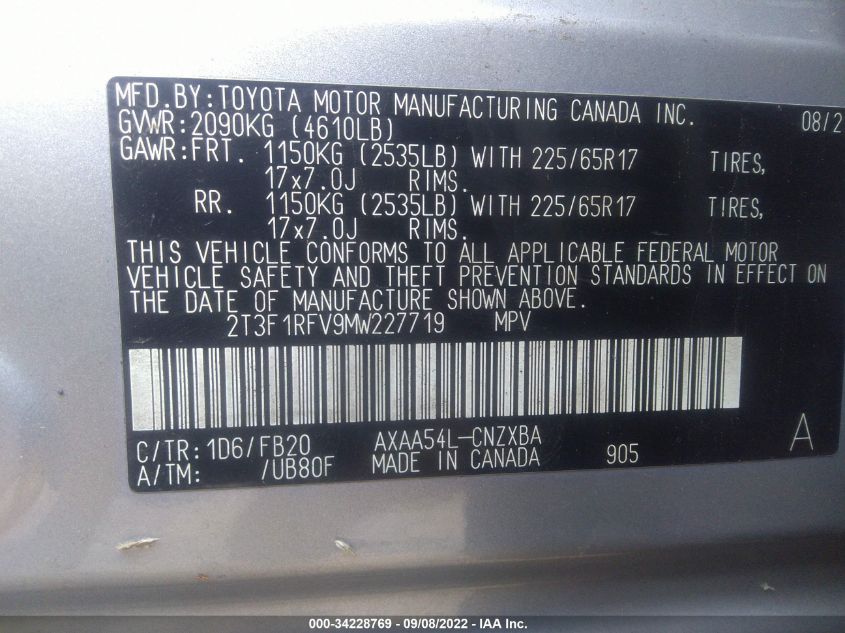 MFD.BY:TOYOTA MOTOR MANUFACTURING CANADA INC. 08/2
GVWR:2090KG (4610LB)
GAWR:FRT. 1150KG (2535LB) WITH 225/65R17 TIRES,
17x7.0J RIMS.
RR. 1150KG (2535LB) WITH 225/65R17 TIRES,
17x7.0J RIMS.
THIS VEHICLE CONFORMS TO ALL APPLICABLE FEDERAL MOTOR
VEHICLE SAFETY AND THEFT PREVENTION STANDARDS IN EFFECT ON
THE DATE OF MANUFACTURE SHOWN ABOVE.
2T3F1RFV9MW227719 MPV
C/TR:1D6/FB20 AXAA54L-CNZXBA A
A/TM: /UB80F MADE IN CANADA 905
000-34228769 - 09/08/2022 - IAA Inc.